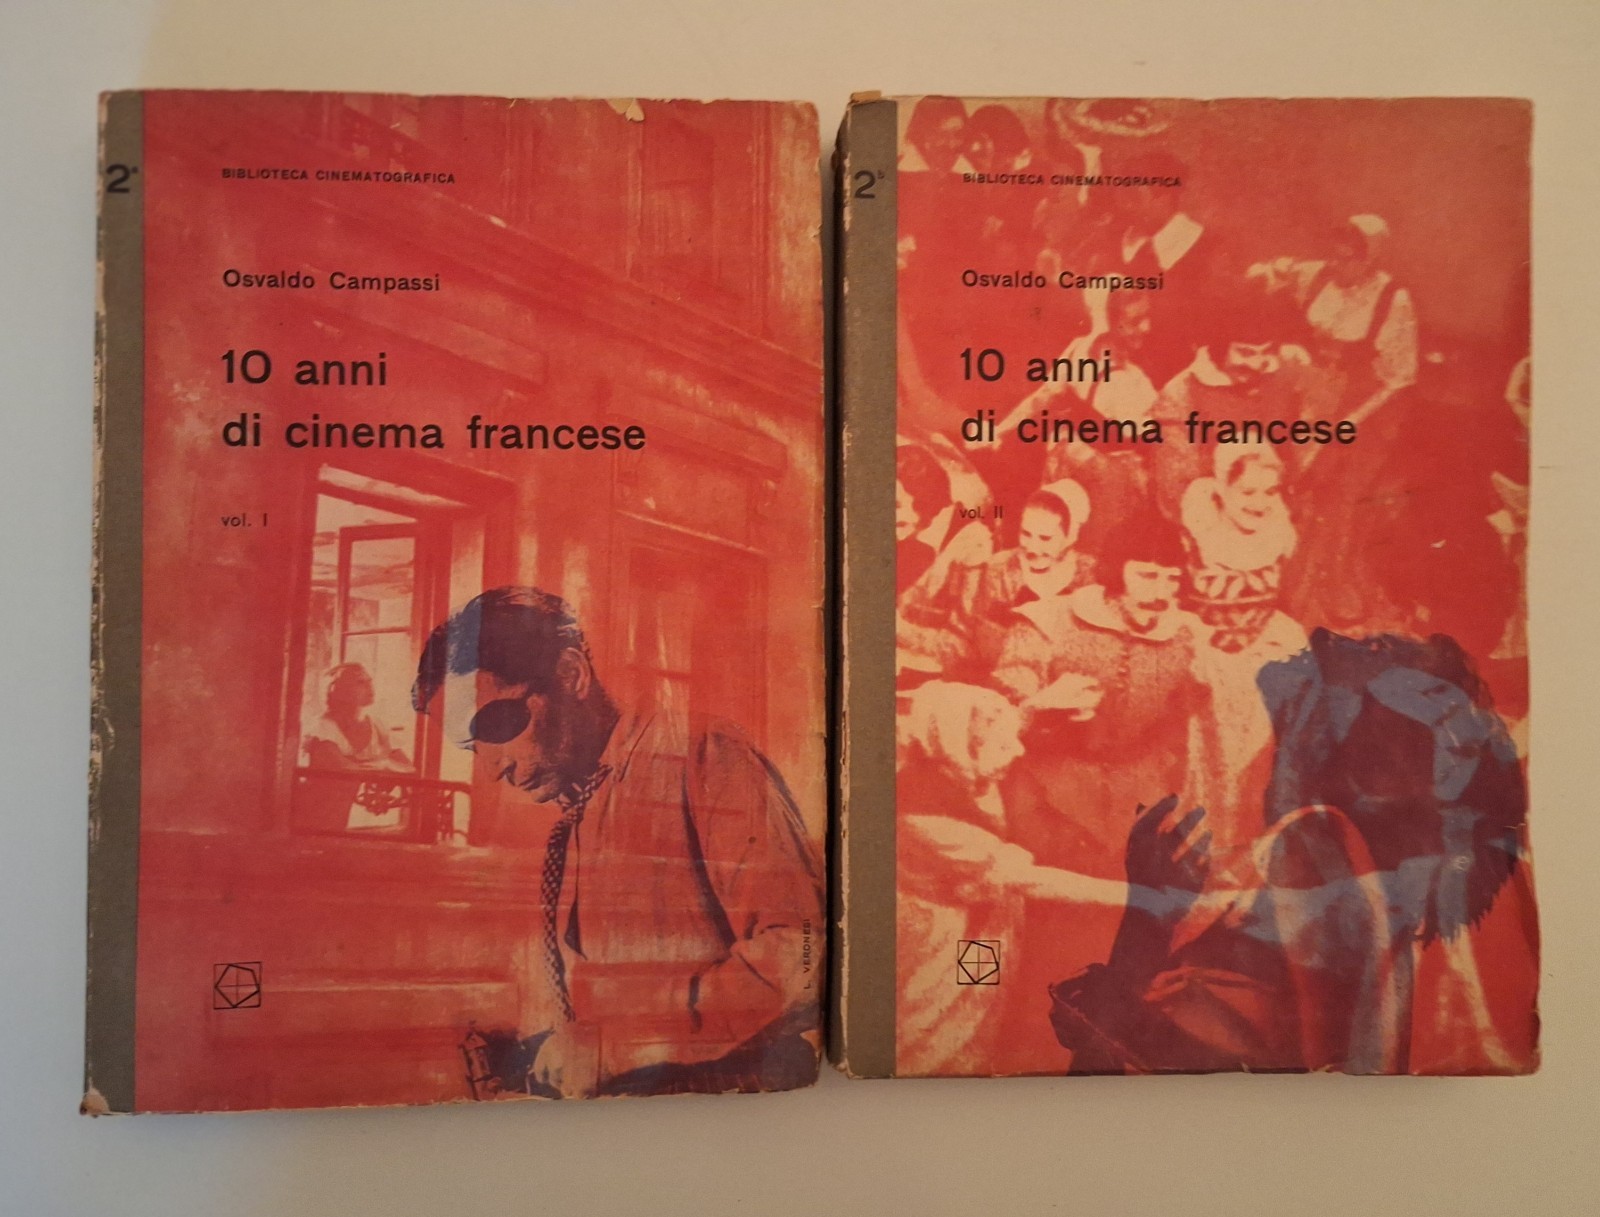 2a
BIBLIOTECA CINEMATOGRAFICA
Osvaldo Campassi
10 anni
di cinema francese
vol. I
L. VERONESI
2b
BIBLIOTECA CINEMATOGRAFICA
Osvaldo Campassi
10 anni
di cinema francese
vol. II